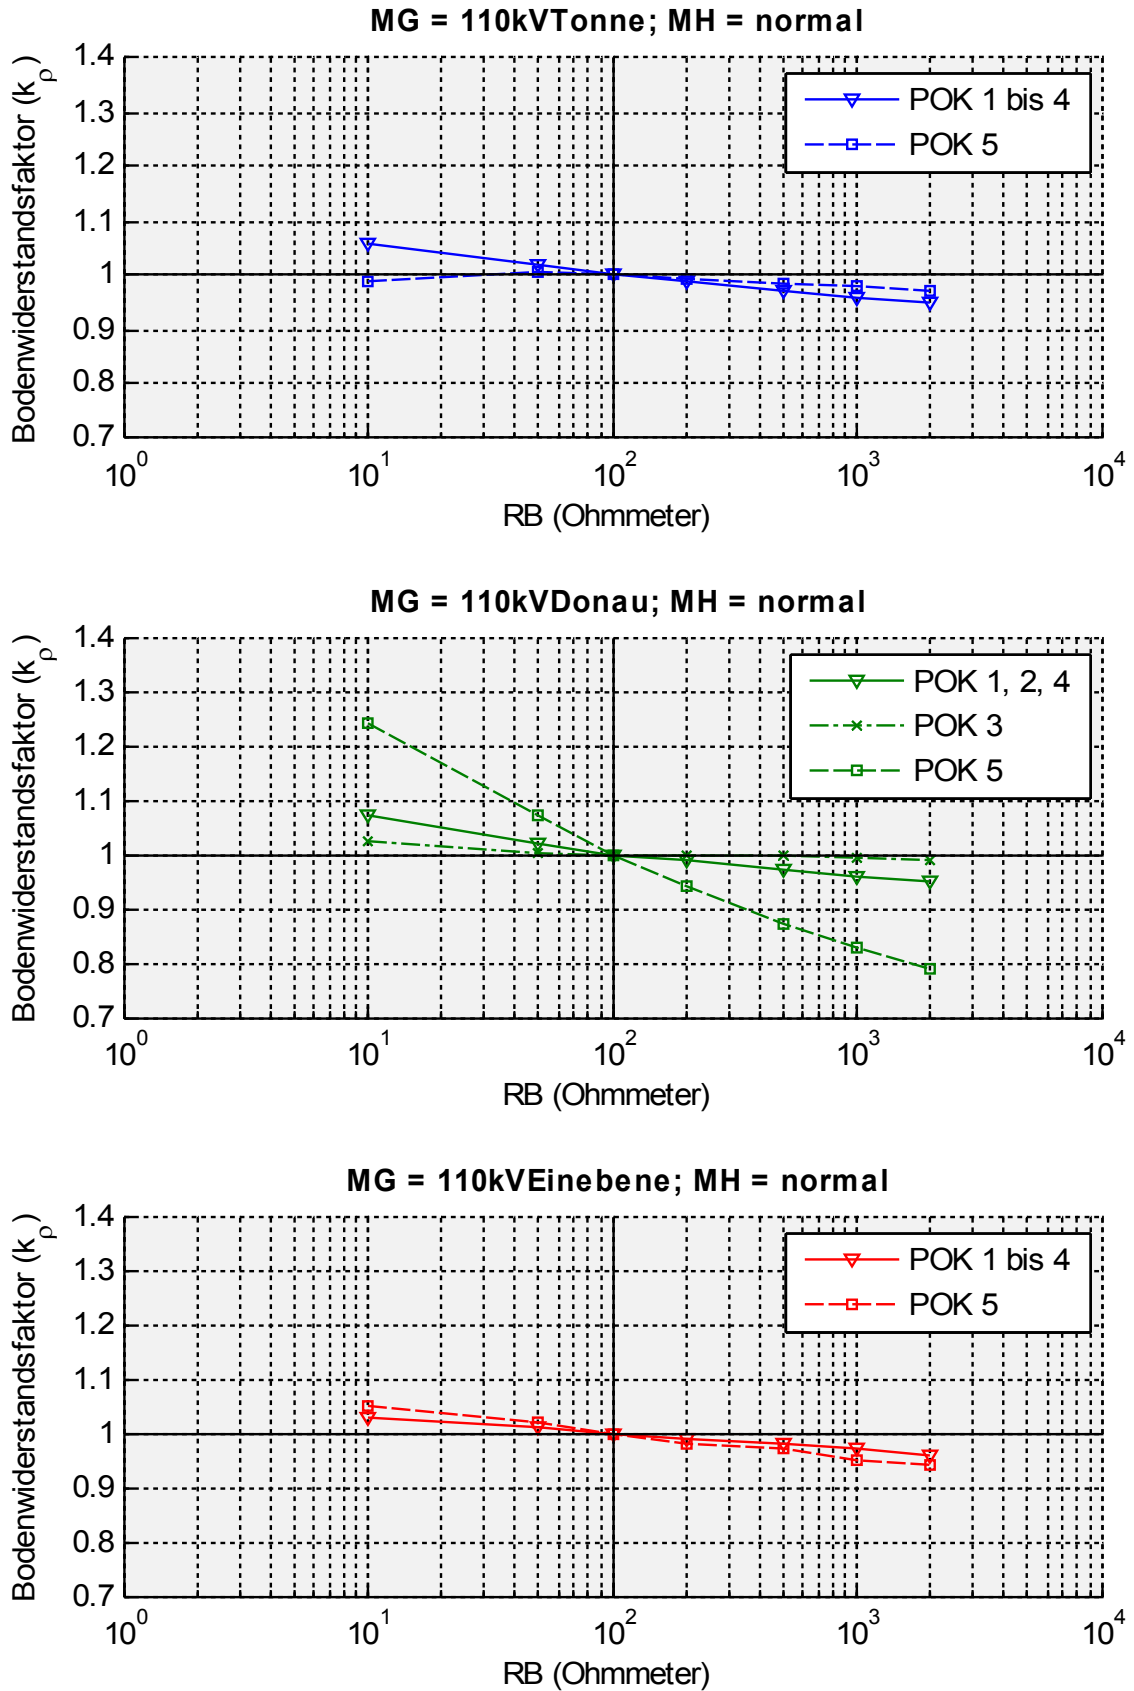 MG = 110kVTonne; MH = normal
Bodenwiderstandsfaktor (kρ)
1.4
1.3
1.2
1.1
1
0.9
0.8
0.7
POK 1 bis 4
POK 5
10^0 10^1 10^2 10^3 10^4
RB (Ohmmeter)
MG = 110kVDonau; MH = normal
Bodenwiderstandsfaktor (kρ)
1.4
1.3
1.2
1.1
1
0.9
0.8
0.7
POK 1, 2, 4
POK 3
POK 5
10^0 10^1 10^2 10^3 10^4
RB (Ohmmeter)
MG = 110kVEinebene; MH = normal
Bodenwiderstandsfaktor (kρ)
1.4
1.3
1.2
1.1
1
0.9
0.8
0.7
POK 1 bis 4
POK 5
10^0 10^1 10^2 10^3 10^4
RB (Ohmmeter)